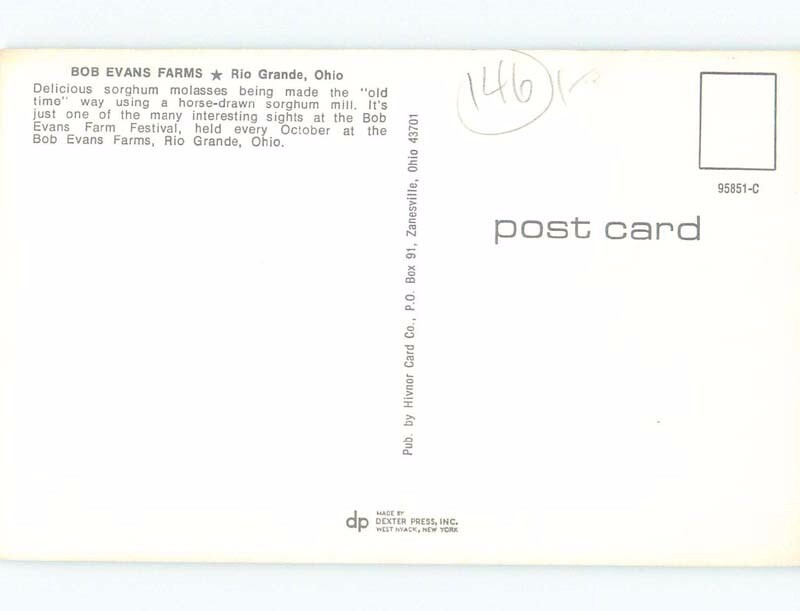 BOB EVANS FARMS ★ Rio Grande, Ohio
Delicious sorghum molasses being made the "old
time" way using a horse-drawn sorghum mill. It's
just one of the many interesting sights at the Bob
Evans Farm Festival, held every October at the
Bob Evans Farms, Rio Grande, Ohio.
Pub. by Hivnor Card Co., P.O. Box 91, Zanesville, Ohio 43701
146
95851-C
post card
dp
MADE BY
DEXTER PRESS, INC.
WEST NYACK, NEW YORK